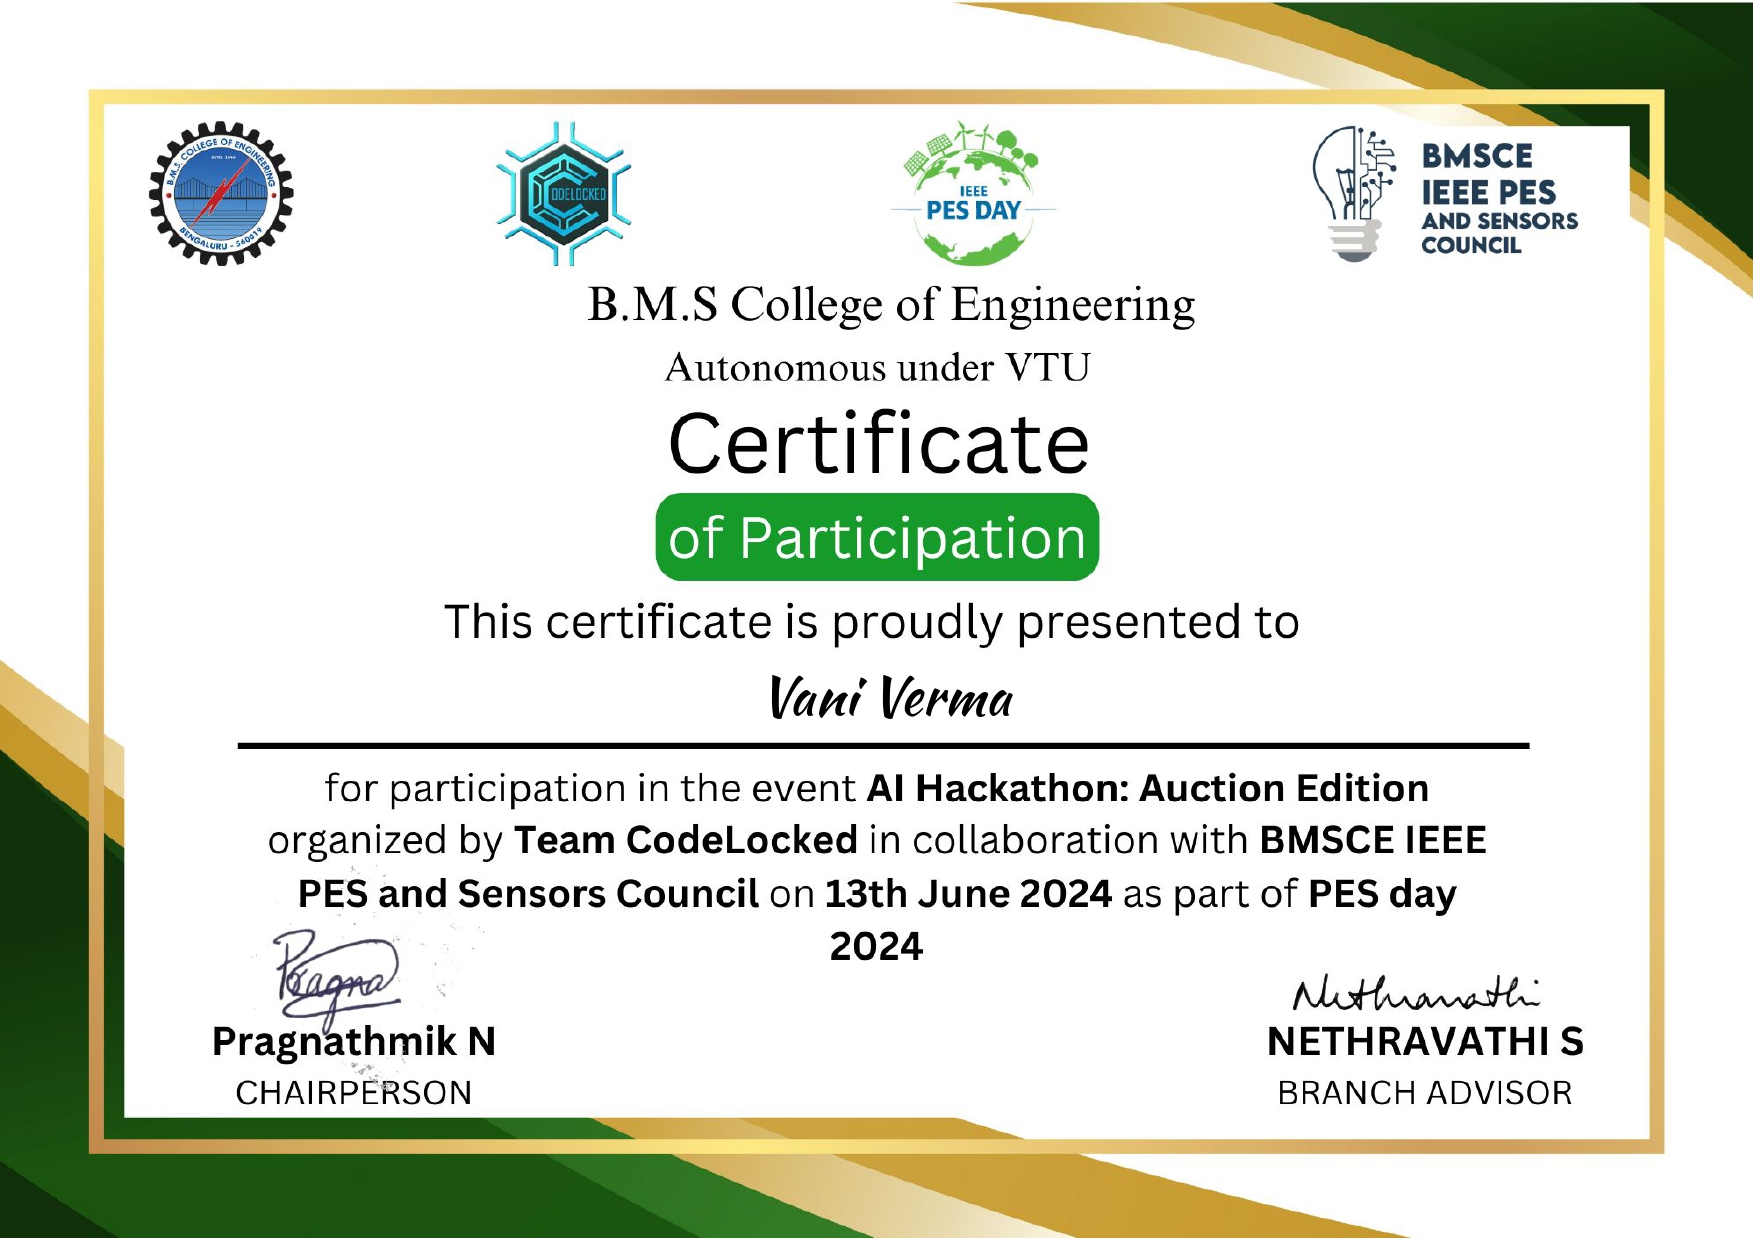 B.M.S. COLLEGE OF ENGINEERING
BENGALURU - 560019
CODELOCKED
IEEE
PES DAY
BMSCE
IEEE PES
AND SENSORS
COUNCIL
B.M.S College of Engineering
Autonomous under VTU
Certificate
of Participation
This certificate is proudly presented to
Vani Verma
for participation in the event AI Hackathon: Auction Edition
organized by Team CodeLocked in collaboration with BMSCE IEEE
PES and Sensors Council on 13th June 2024 as part of PES day
2024
Pragna
Nethravathi
Pragnathmik N
NETHRAVATHI S
CHAIRPERSON
BRANCH ADVISOR